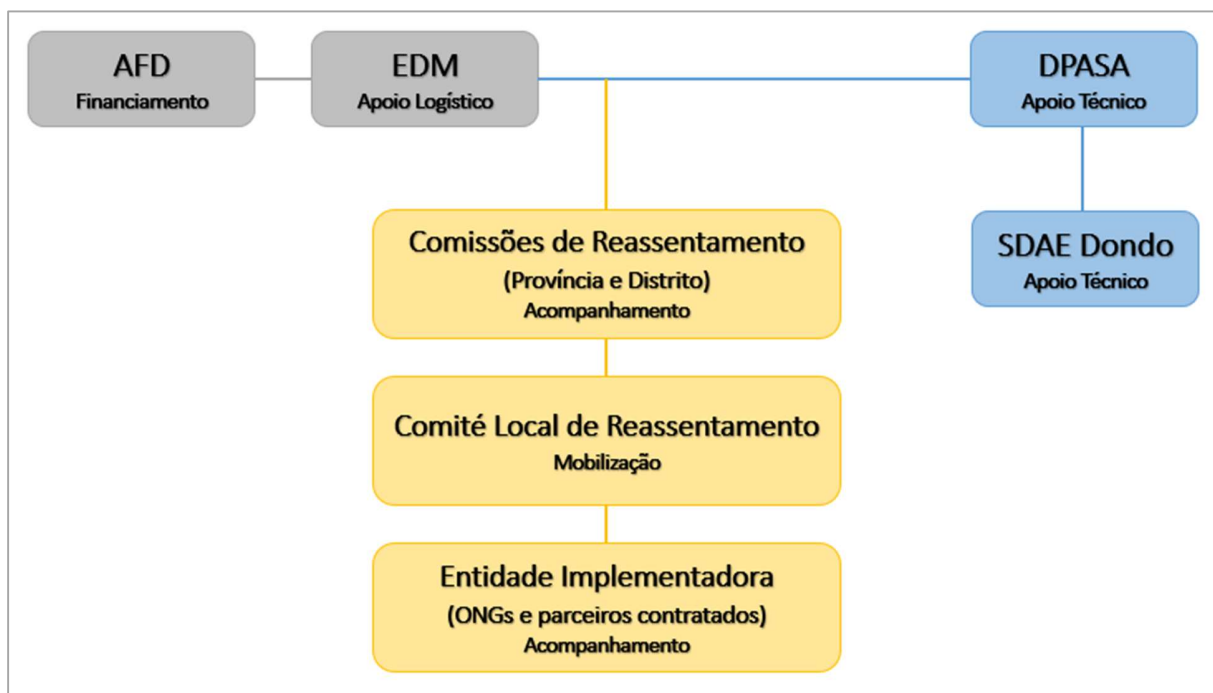 AFD
Financiamento
EDM
Apoio Logístico
DPASA
Apoio Técnico
SDAE Dondo
Apoio Técnico
Comissões de Reassentamento
(Província e Distrito)
Acompanhamento
Comité Local de Reassentamento
Mobilização
Entidade Implementadora
(ONGs e parceiros contratados)
Acompanhamento